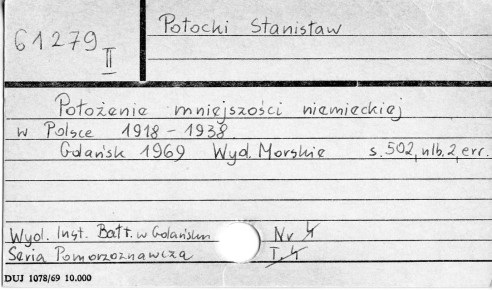 61279 II
Potocki Stanisław
Położenie mniejszości niemieckiej
w Polsce 1918 - 1938
Gdańsk 1969 Wyd. Morskie s. 502, nlb. 2, err.
Wyd. Inst. Bałt. w Gdańsku Nr 4
Seria Pomorzoznawcza T. 4
DUJ 1078/69 10.000